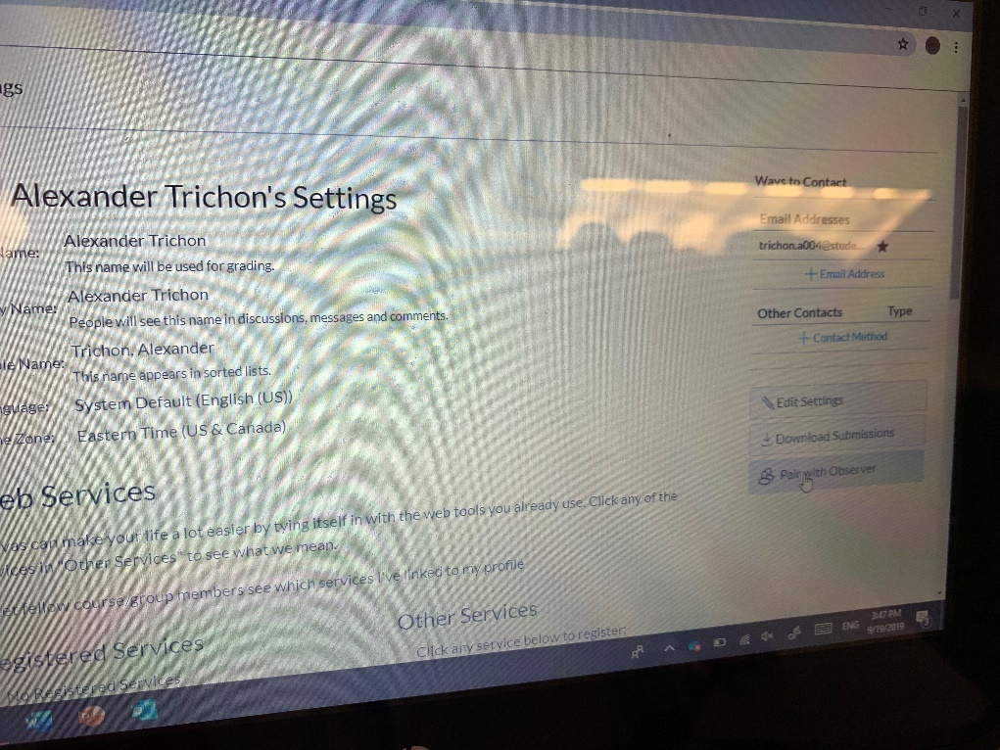 ngs
Alexander Trichon's Settings
Name:
Alexander Trichon
This name will be used for grading.
y Name:
Alexander Trichon
People will see this name in discussions, messages and comments.
le Name:
Trichon, Alexander
This name appears in sorted lists.
nguage:
System Default (English (US))
ne Zone:
Eastern Time (US & Canada)
eb Services
vas can make your life a lot easier by tying itself in with the web tools you already use. Click any of the
vices in "Other Services" to see what we mean.
et fellow course/group members see which services I've linked to my profile
egistered Services
No Registered Services
Other Services
Click any service below to register:
Ways to Contact
Email Addresses
trichon.a004@stude...
+ Email Address
Other Contacts Type
+ Contact Method
Edit Settings
Download Submissions
Pair with Observer
ENG
3:47 PM
9/19/2019
3